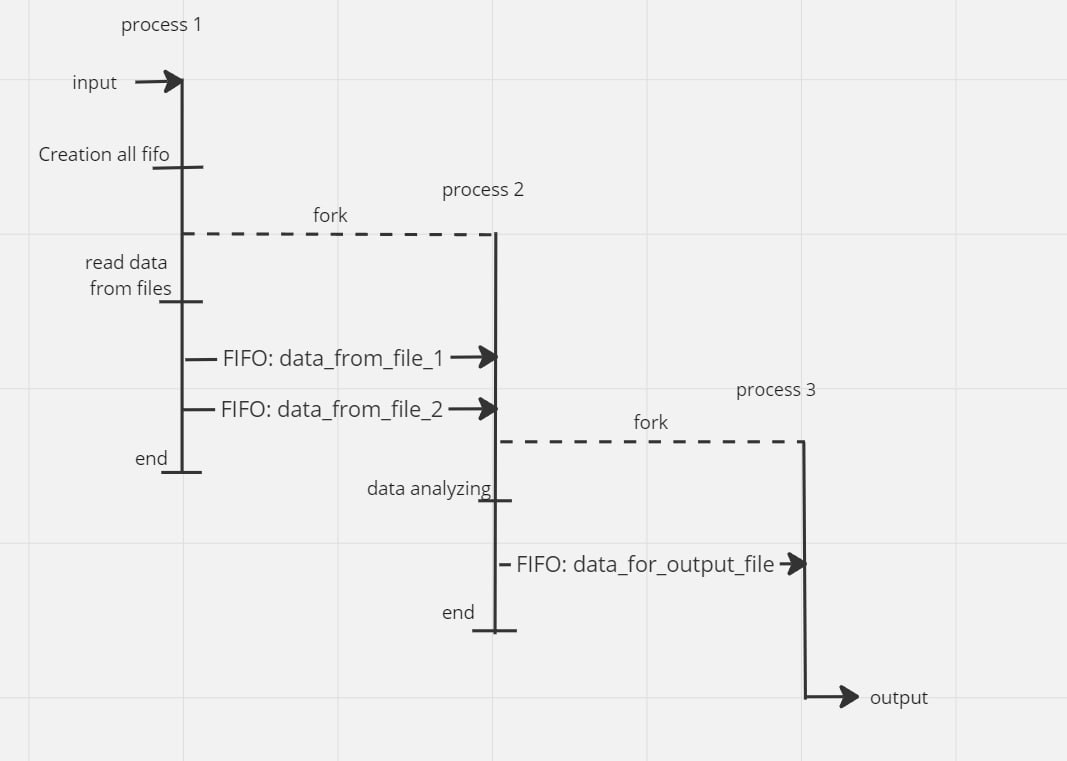 process 1
input
Creation all fifo
process 2
fork
read data
from files
FIFO: data_from_file_1
process 3
FIFO: data_from_file_2
fork
end
data analyzing
FIFO: data_for_output_file
end
output